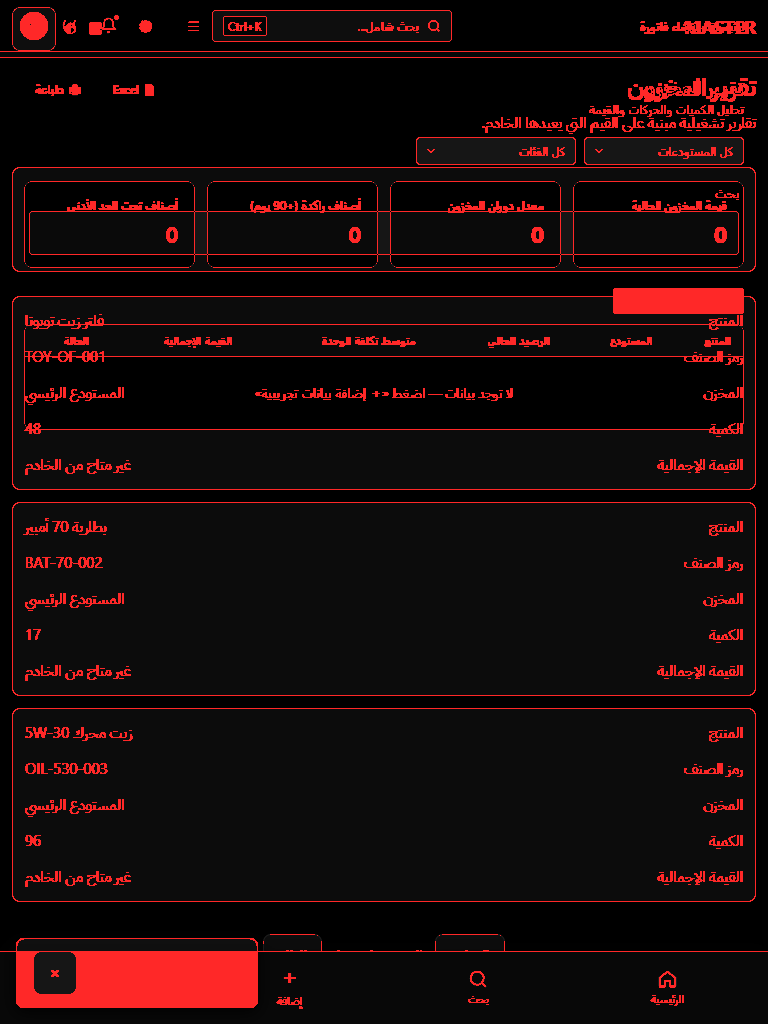 MASTER
بحث شامل... Ctrl+K
تقرير المخزون
Excel طباعة
تحليل الكميات والحركات والقيمة
تقارير تشغيلية مبنية على القيم التي يعيدها الخادم.
كل المستودعات كل الفئات
بحث
قيمة المخزون الحالية معدل دوران المخزون أصناف راكدة (+90 يوم) أصناف تحت الحد الأدنى
0 0 0 0
المنتج فلتر زيت تويوتا
المنتج المستودع الرصيد الحالي متوسط تكلفة الوحدة القيمة الإجمالية الحالة
رمز الصنف TOY-OF-001
المخزن المستودع الرئيسي
لا توجد بيانات — اضغط «+ إضافة بيانات تجريبية»
الكمية 48
القيمة الإجمالية غير متاح من الخادم
المنتج بطارية 70 أمبير
رمز الصنف BAT-70-002
المخزن المستودع الرئيسي
الكمية 17
القيمة الإجمالية غير متاح من الخادم
المنتج زيت محرك 5W-30
رمز الصنف OIL-530-003
المخزن المستودع الرئيسي
الكمية 96
القيمة الإجمالية غير متاح من الخادم
الرئيسية بحث إضافة